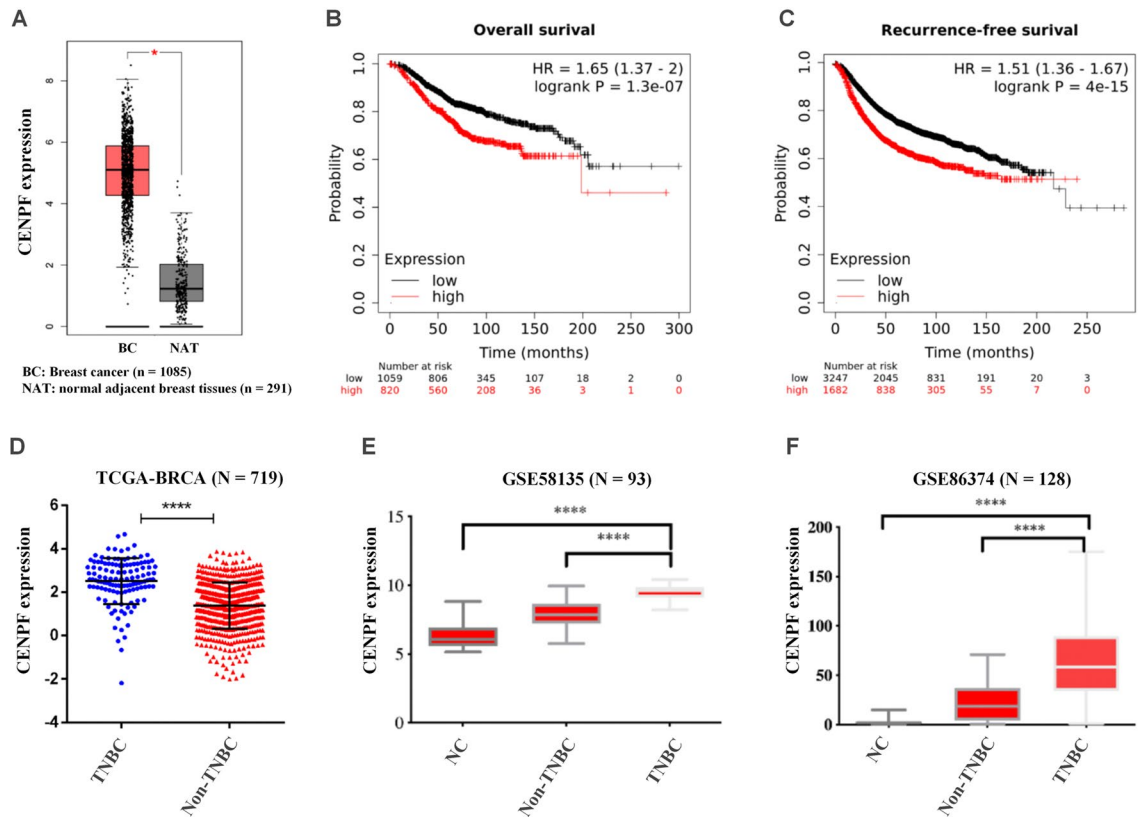 A
CENPF expression
8
6
4
2
0
*
BC NAT
BC: Breast cancer (n = 1085)
NAT: normal adjacent breast tissues (n = 291)
B
Overall surival
HR = 1.65 (1.37 - 2)
logrank P = 1.3e-07
Probability
1.0
0.8
0.6
0.4
0.2
0.0
Expression
low
high
0 50 100 150 200 250 300
Time (months)
Number at risk
low 1059 806 345 107 18 2 0
high 820 560 208 36 3 1 0
C
Recurrence-free surival
HR = 1.51 (1.36 - 1.67)
logrank P = 4e-15
Probability
1.0
0.8
0.6
0.4
0.2
0.0
Expression
low
high
0 50 100 150 200 250
Time (months)
Number at risk
low 3247 2045 831 191 20 3
high 1682 838 305 55 7 0
D
TCGA-BRCA (N = 719)
****
CENPF expression
6
4
2
0
-2
-4
TNBC
Non-TNBC
E
GSE58135 (N = 93)
****
****
CENPF expression
15
10
5
0
NC
Non-TNBC
TNBC
F
GSE86374 (N = 128)
****
****
CENPF expression
200
150
100
50
0
NC
Non-TNBC
TNBC